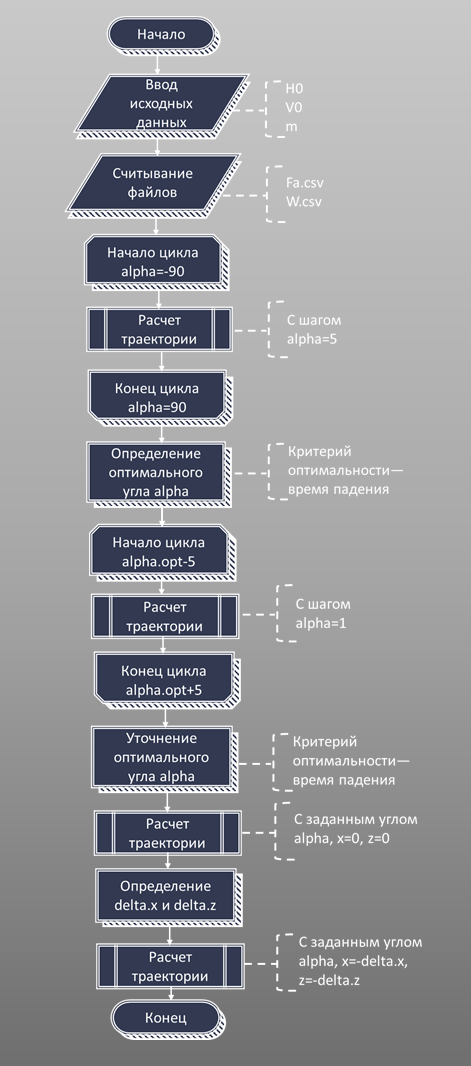 Начало
Ввод
исходных
данных
H0
V0
m
Считывание
файлов
Fa.csv
W.csv
Начало цикла
alpha=-90
Расчет
траектории
С шагом
alpha=5
Конец цикла
alpha=90
Определение
оптимального
угла alpha
Критерий
оптимальности—
время падения
Начало цикла
alpha.opt-5
Расчет
траектории
С шагом
alpha=1
Конец цикла
alpha.opt+5
Уточнение
оптимального
угла alpha
Критерий
оптимальности—
время падения
Расчет
траектории
С заданным углом
alpha, x=0, z=0
Определение
delta.x и delta.z
Расчет
траектории
С заданным углом
alpha, x=-delta.x,
z=-delta.z
Конец